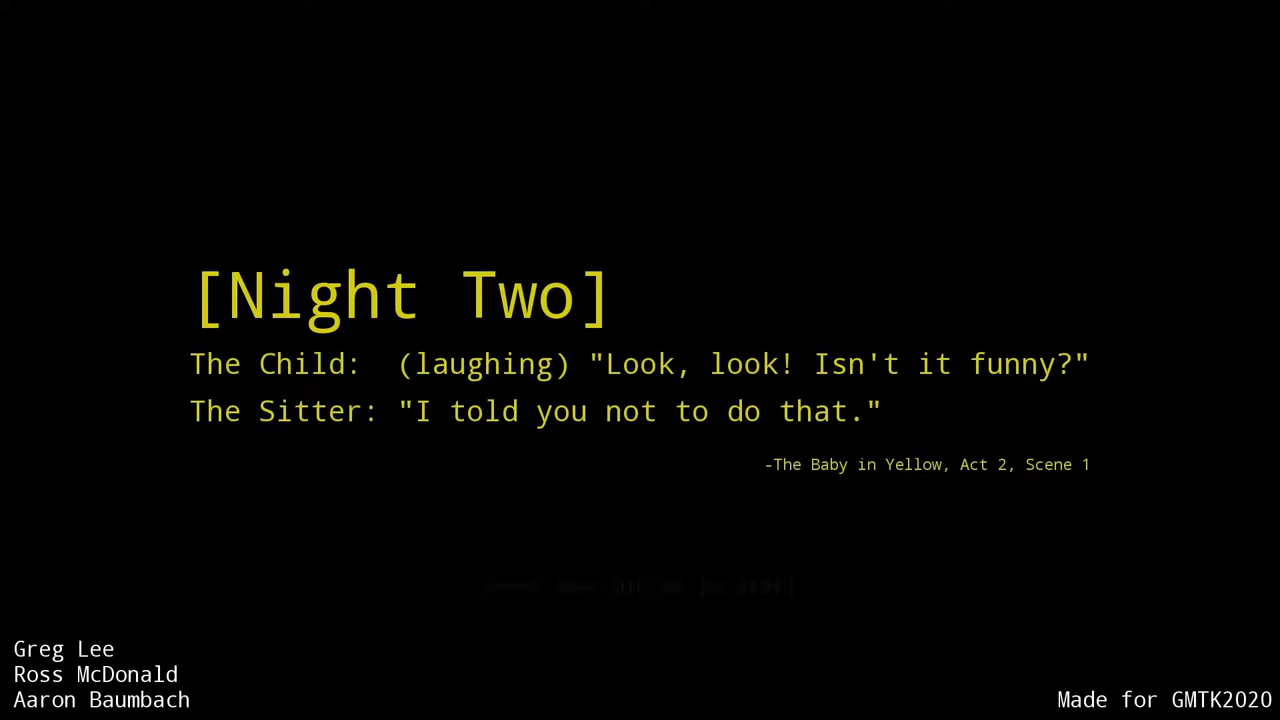 [Night Two]
The Child:  (laughing) "Look, look! Isn't it funny?"
The Sitter: "I told you not to do that."
-The Baby in Yellow, Act 2, Scene 1
Greg Lee
Ross McDonald
Aaron Baumbach
Made for GMTK2020